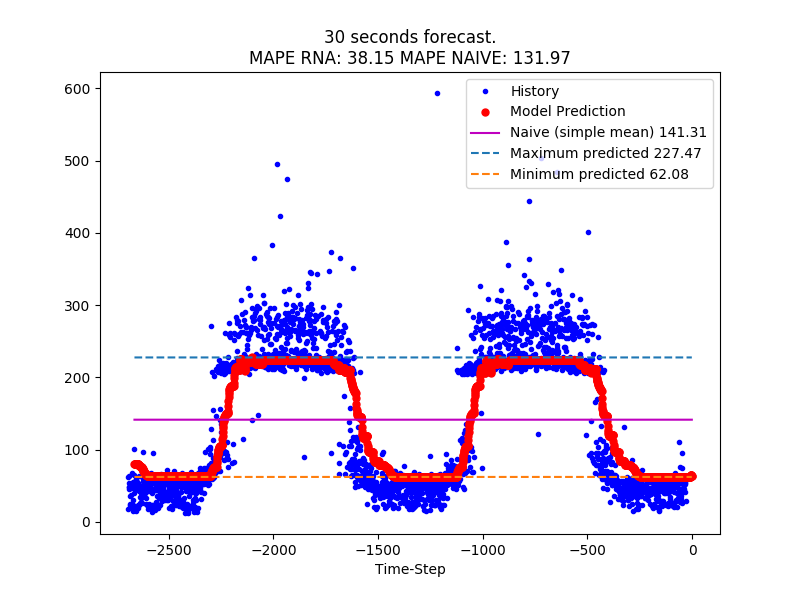 30 seconds forecast.
MAPE RNA: 38.15 MAPE NAIVE: 131.97
History
Model Prediction
Naive (simple mean) 141.31
Maximum predicted 227.47
Minimum predicted 62.08
600
500
400
300
200
100
0
−2500 −2000 −1500 −1000 −500 0
Time-Step